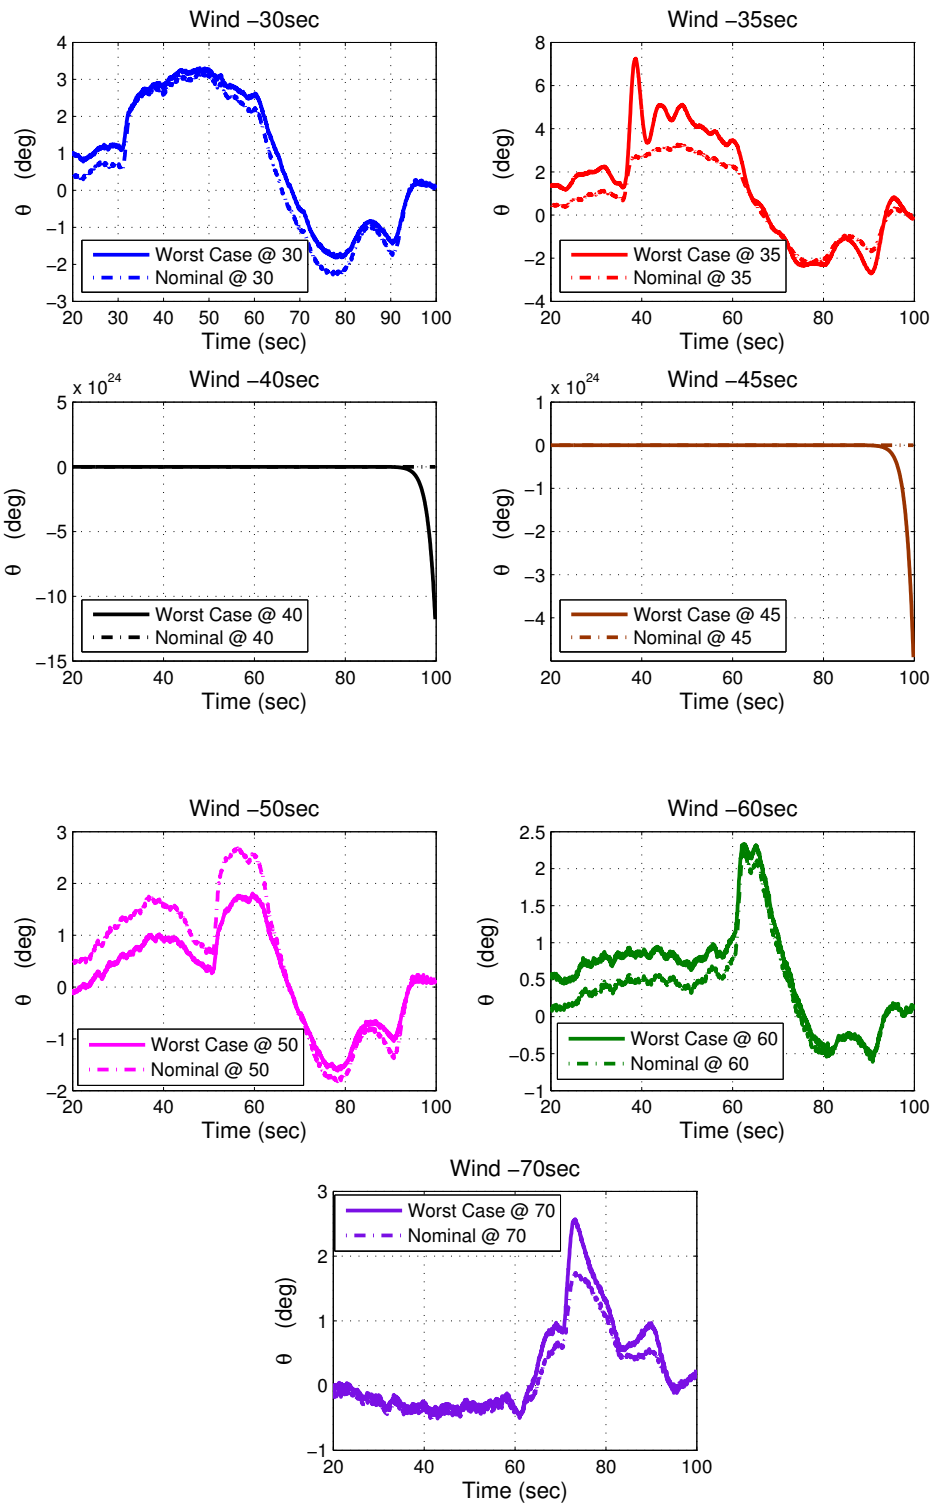 Wind −30sec
4
3
2
1
0
−1
−2
−3
θ (deg)
Worst Case @ 30
Nominal @ 30
20 30 40 50 60 70 80 90 100
Time (sec)
Wind −35sec
8
6
4
2
0
−2
−4
θ (deg)
Worst Case @ 35
Nominal @ 35
20 40 60 80 100
Time (sec)
Wind −40sec
x 10^24
5
0
−5
−10
−15
θ (deg)
Worst Case @ 40
Nominal @ 40
20 40 60 80 100
Time (sec)
Wind −45sec
x 10^24
1
0
−1
−2
−3
−4
θ (deg)
Worst Case @ 45
Nominal @ 45
20 40 60 80 100
Time (sec)
Wind −50sec
3
2
1
0
−1
−2
θ (deg)
Worst Case @ 50
Nominal @ 50
20 40 60 80 100
Time (sec)
Wind −60sec
2.5
2
1.5
1
0.5
0
−0.5
−1
θ (deg)
Worst Case @ 60
Nominal @ 60
20 40 60 80 100
Time (sec)
Wind −70sec
3
2
1
0
−1
θ (deg)
Worst Case @ 70
Nominal @ 70
20 40 60 80 100
Time (sec)